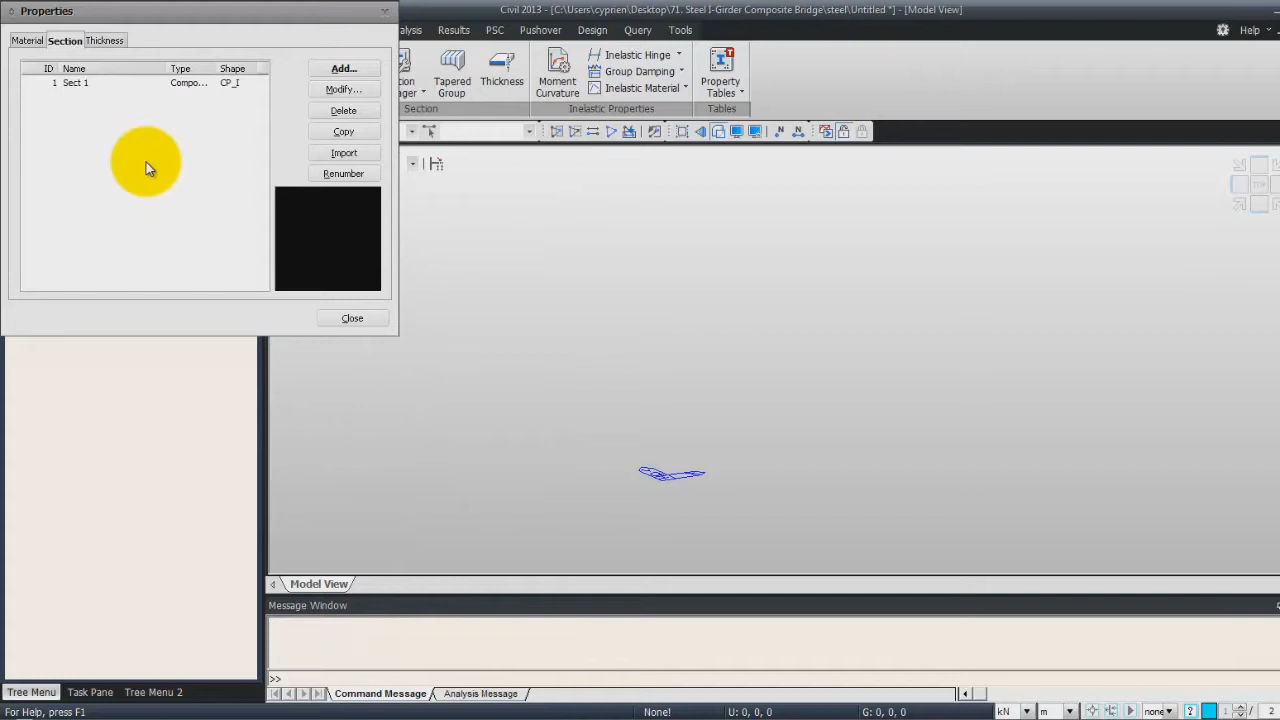 Properties
Civil 2013 - [C:\Users\cyprien\Desktop\71. Steel I-Girder Composite Bridge\steel\Untitled *] - [Model View]
Results PSC Pushover Design Query Tools Help
Material Section Thickness
ID Name Type Shape
1 Sect 1 Compo... CP_I
Add...
Modify...
Delete
Copy
Import
Renumber
Close
Tapered
Group
Thickness
Section
Moment
Curvature
Inelastic Hinge
Group Damping
Inelastic Material
Inelastic Properties
Property
Tables
Tables
Model View
Message Window
>>
Tree Menu Task Pane Tree Menu 2
Command Message Analysis Message
For Help, press F1 None! U: 0, 0, 0 G: 0, 0, 0 kN m none 1 / 2